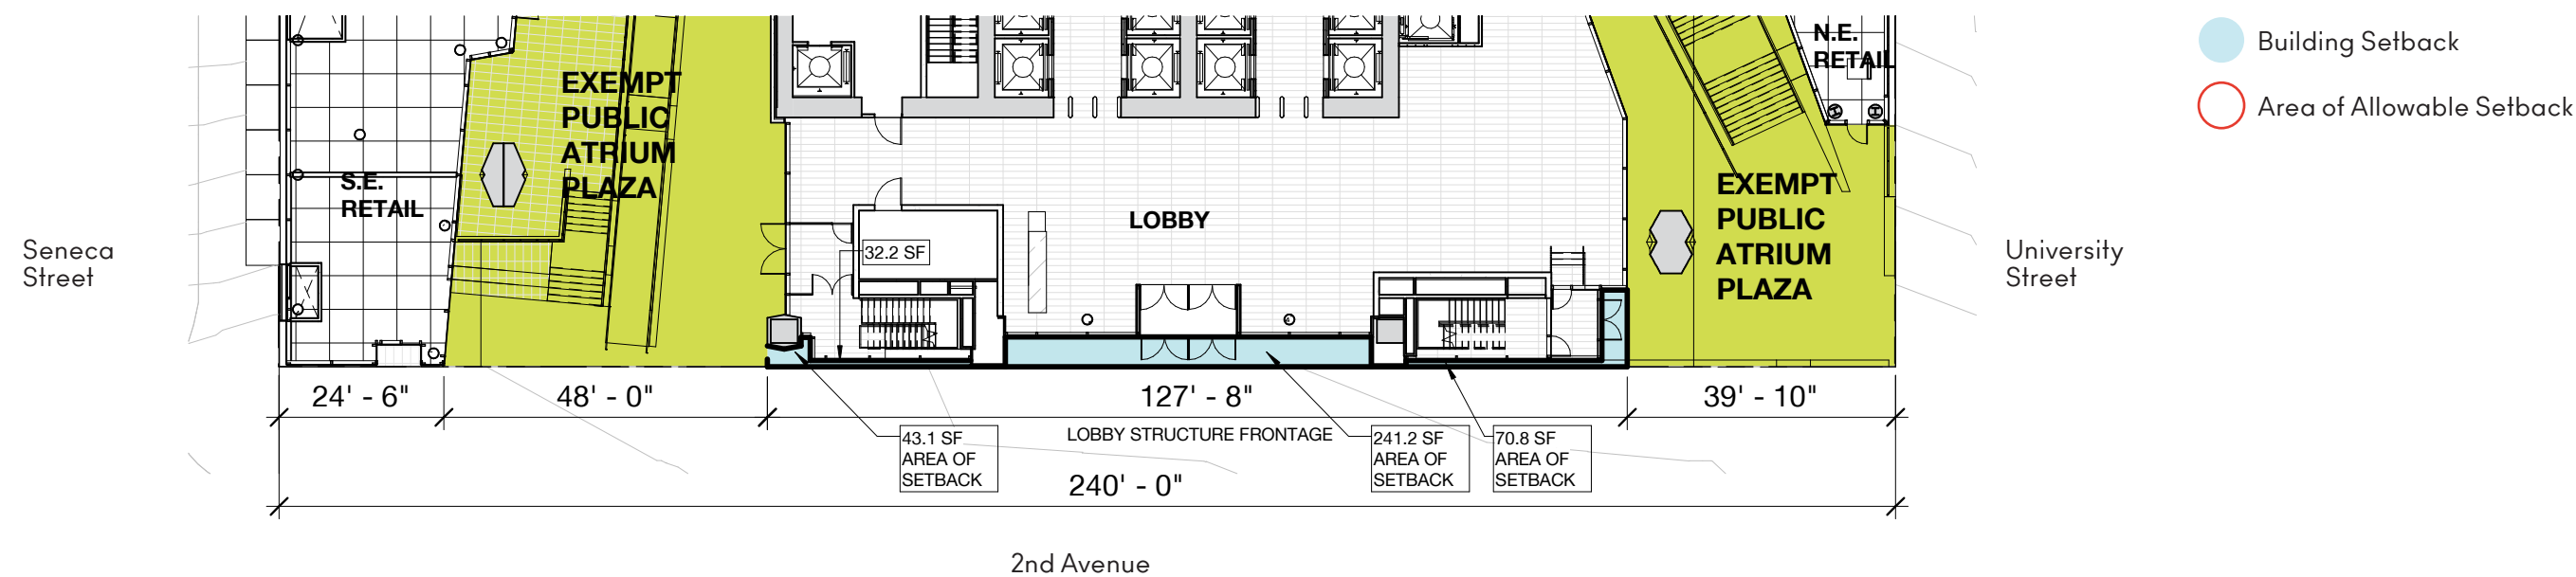 Building Setback
Area of Allowable Setback
N.E.
RETAIL
EXEMPT
PUBLIC
ATRIUM
PLAZA
S.E.
RETAIL
LOBBY
EXEMPT
PUBLIC
ATRIUM
PLAZA
Seneca
Street
32.2 SF
University
Street
24' - 6"
48' - 0"
127' - 8"
39' - 10"
LOBBY STRUCTURE FRONTAGE
43.1 SF
AREA OF
SETBACK
241.2 SF
AREA OF
SETBACK
70.8 SF
AREA OF
SETBACK
240' - 0"
2nd Avenue